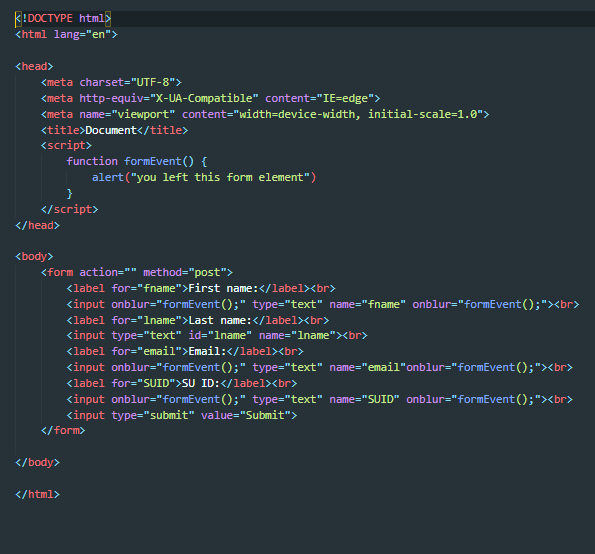 <!DOCTYPE html>
<html lang="en">
<head>
<meta charset="UTF-8">
<meta http-equiv="X-UA-Compatible" content="IE=edge">
<meta name="viewport" content="width=device-width, initial-scale=1.0">
<title>Document</title>
<script>
function formEvent() {
alert("you left this form element")
}
</script>
</head>
<body>
<form action="" method="post">
<label for="fname">First name:</label><br>
<input onblur="formEvent();" type="text" name="fname" onblur="formEvent();"><br>
<label for="lname">Last name:</label><br>
<input type="text" id="lname" name="lname"><br>
<label for="email">Email:</label><br>
<input onblur="formEvent();" type="text" name="email"onblur="formEvent();"><br>
<label for="SUID">SU ID:</label><br>
<input onblur="formEvent();" type="text" name="SUID" onblur="formEvent();"><br>
<input type="submit" value="Submit">
</form>
</body>
</html>